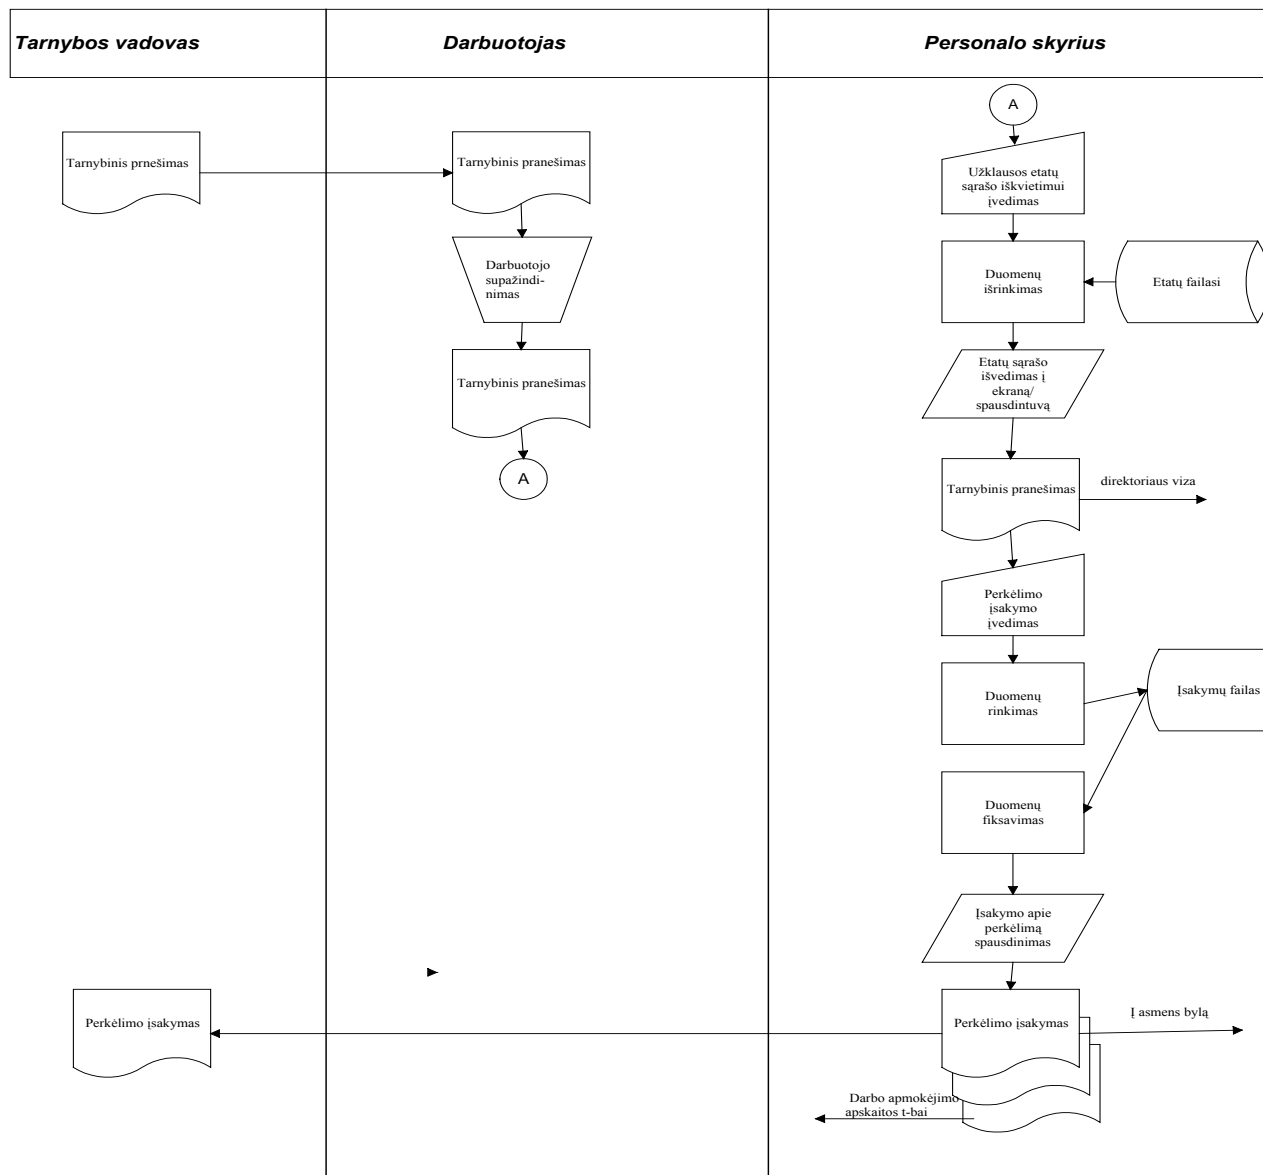 Tarnybos vadovas
Darbuotojas
Personalo skyrius
A
Tarnybinis prnešimas
Tarnybinis pranešimas
Užklausos etatų
sąrašo iškvietimui
įvedimas
Darbuotojo
supažindi-
nimas
Duomenų
išrinkimas
Etatų failasi
Tarnybinis pranešimas
Etatų sąrašo
išvedimas į
ekraną/
spausdintuvą
A
Tarnybinis pranešimas
direktoriaus viza
Perkėlimo
įsakymo
įvedimas
Duomenų
rinkimas
Įsakymų failas
Duomenų
fiksavimas
Įsakymo apie
perkėlimą
spausdinimas
Perkėlimo įsakymas
Perkėlimo įsakymas
Į asmens bylą
Darbo apmokėjimo
apskaitos t-bai